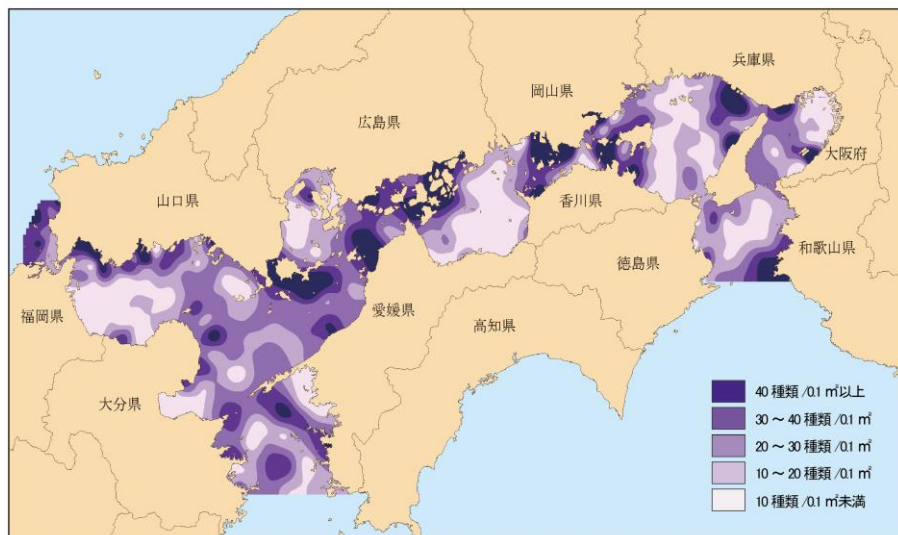 兵庫県
岡山県
広島県
大阪府
山口県
香川県
和歌山県
徳島県
福岡県
愛媛県
高知県
大分県
40 種類 /0.1 ㎡以上
30 ～ 40 種類 /0.1 ㎡
20 ～ 30 種類 /0.1 ㎡
10 ～ 20 種類 /0.1 ㎡
10 種類 /0.1 ㎡未満